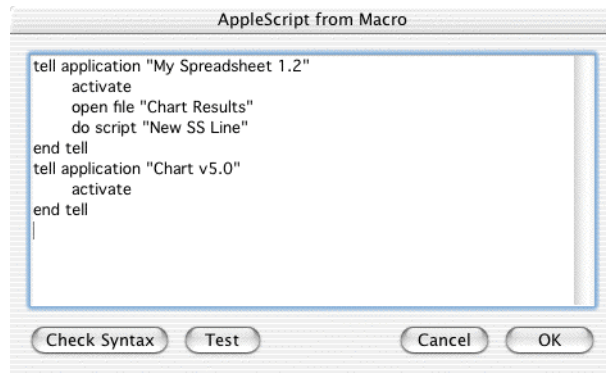 AppleScript from Macro
tell application "My Spreadsheet 1.2"
activate
open file "Chart Results"
do script "New SS Line"
end tell
tell application "Chart v5.0"
activate
end tell
Check Syntax Test Cancel OK